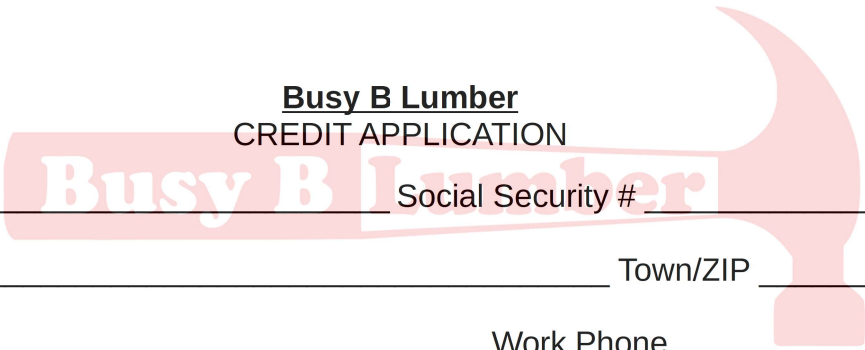 Busy B Lumber
CREDIT APPLICATION
Busy B Lumber
Social Security #
Town/ZIP
Work Phone